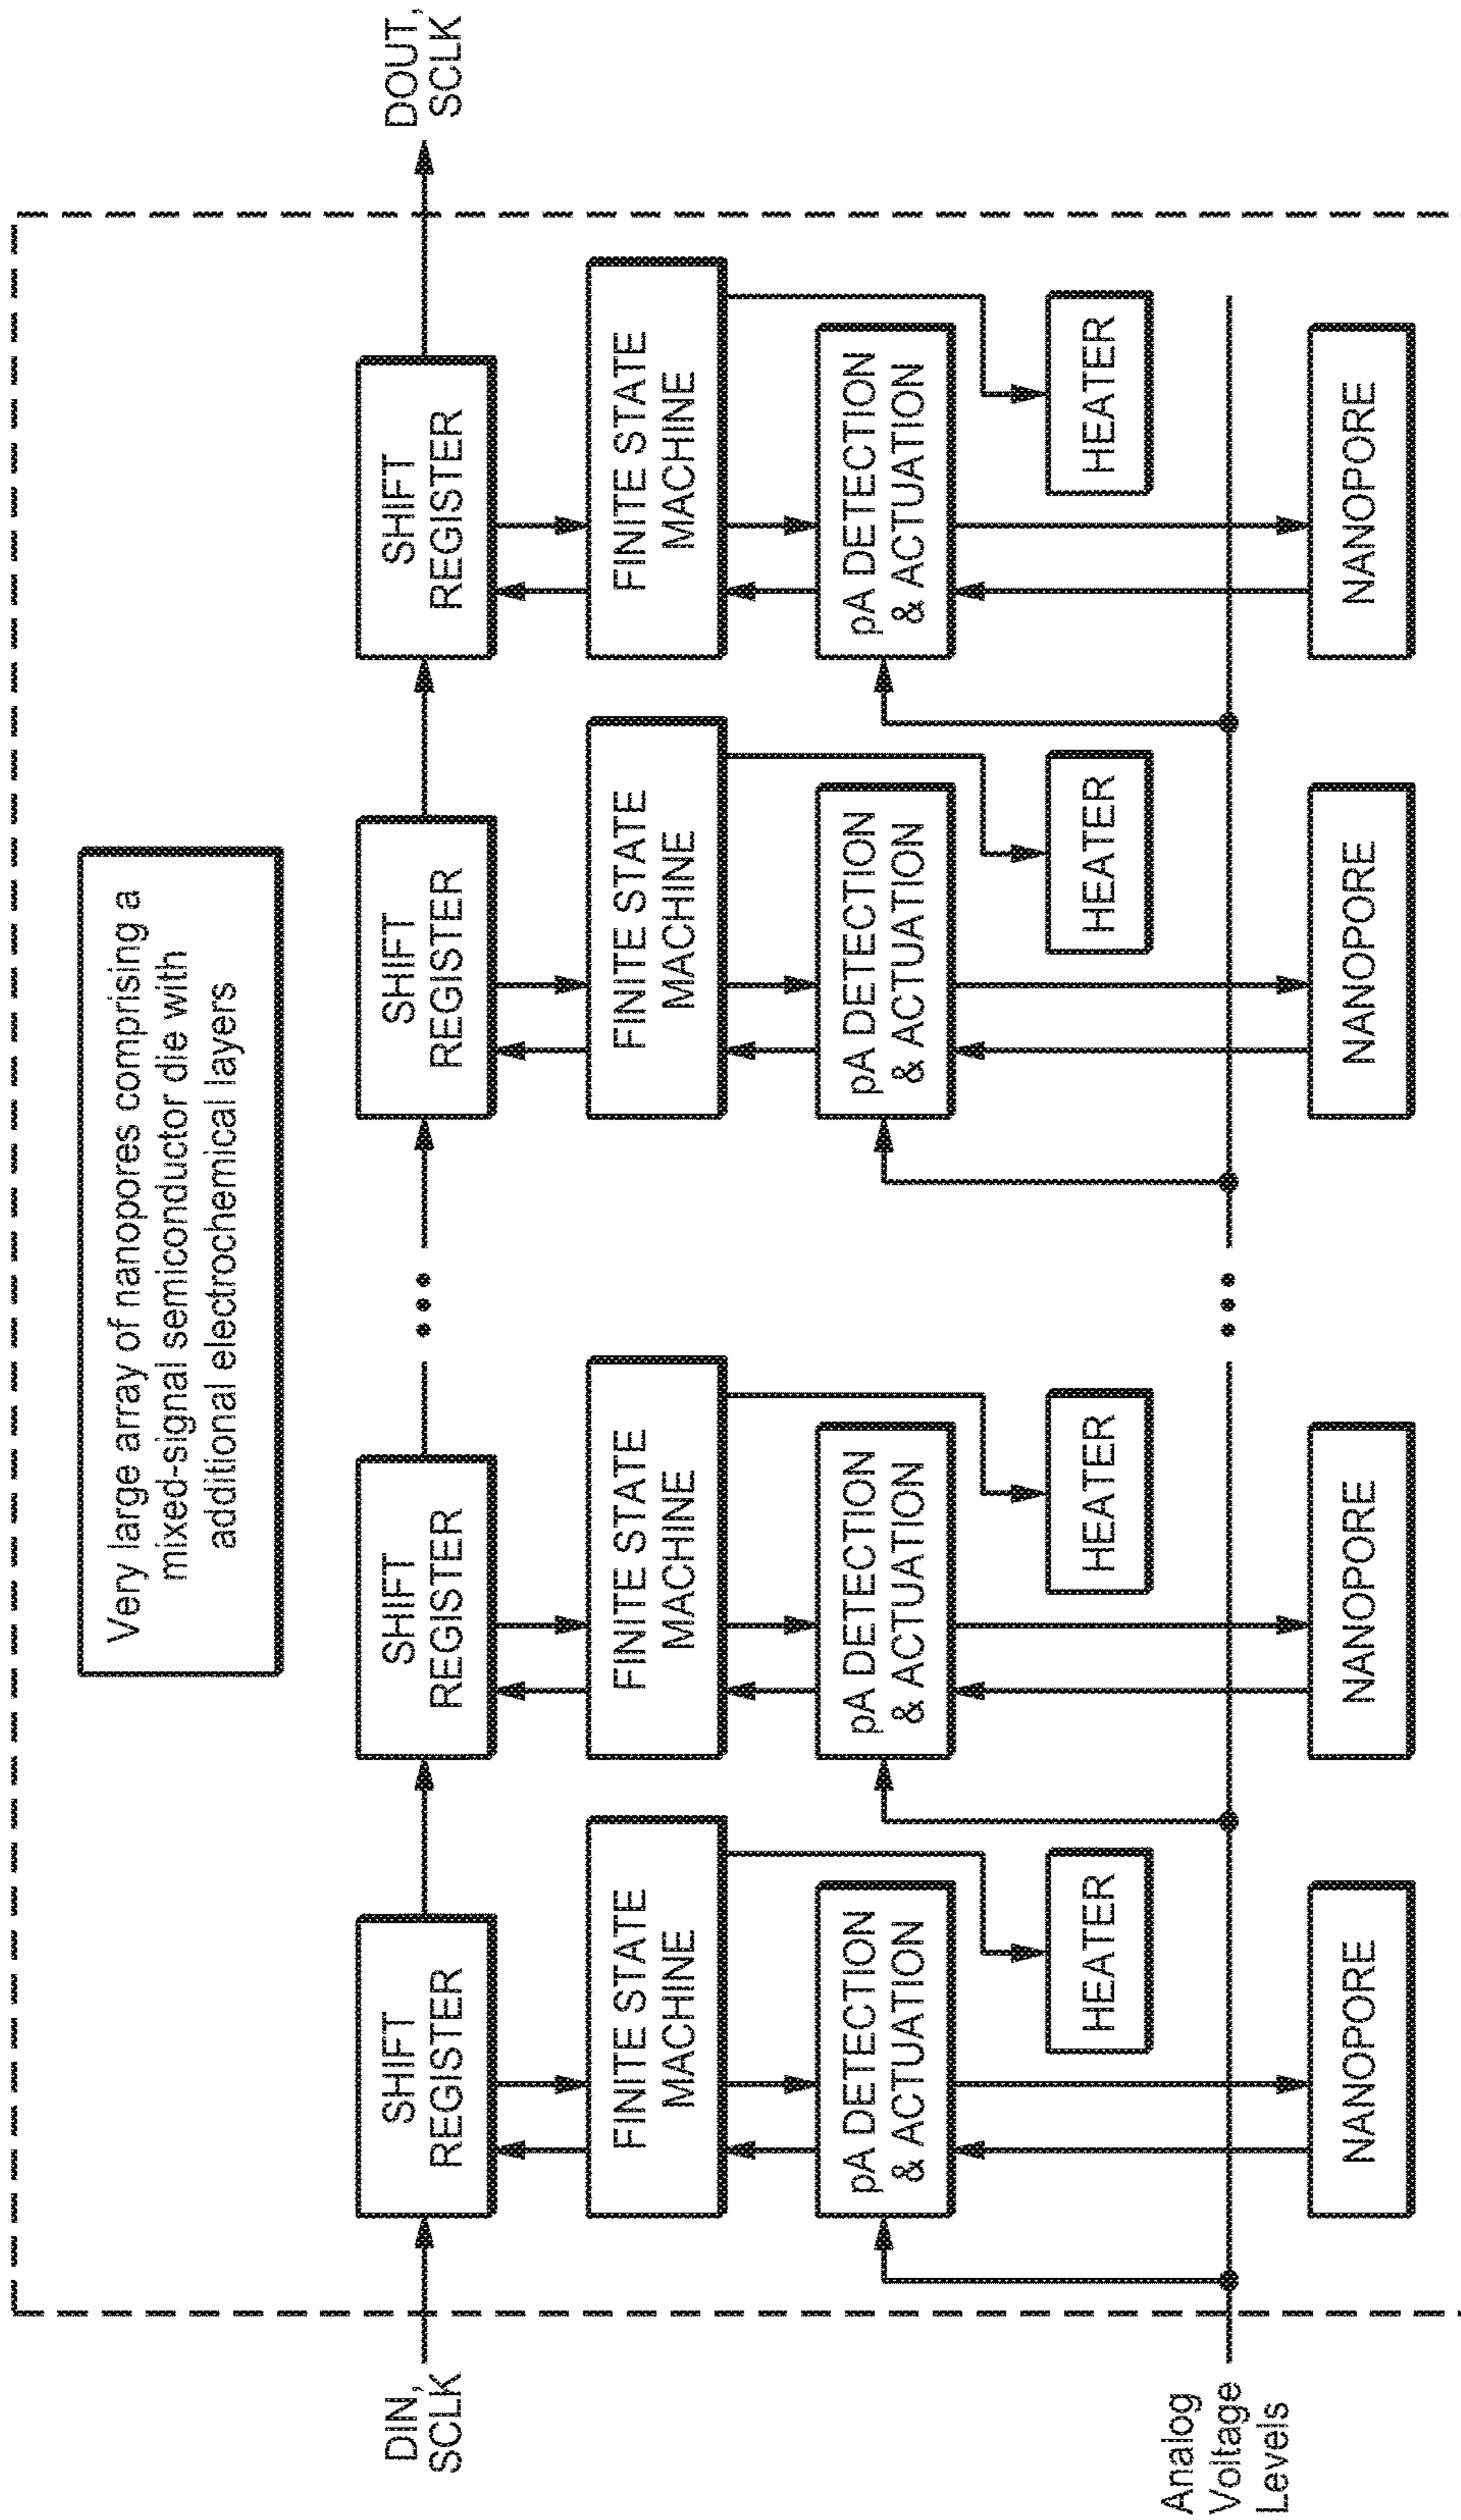 Very large array of nanopores comprising a
mixed-signal semiconductor die with
additional electrochemical layers
DIN,
SCLK
SHIFT
REGISTER
SHIFT
REGISTER
SHIFT
REGISTER
SHIFT
REGISTER
DOUT,
SCLK
FINITE STATE
MACHINE
FINITE STATE
MACHINE
FINITE STATE
MACHINE
FINITE STATE
MACHINE
pA DETECTION
& ACTUATION
pA DETECTION
& ACTUATION
pA DETECTION
& ACTUATION
pA DETECTION
& ACTUATION
HEATER
HEATER
HEATER
HEATER
Analog
Voltage
Levels
NANOPORE
NANOPORE
NANOPORE
NANOPORE